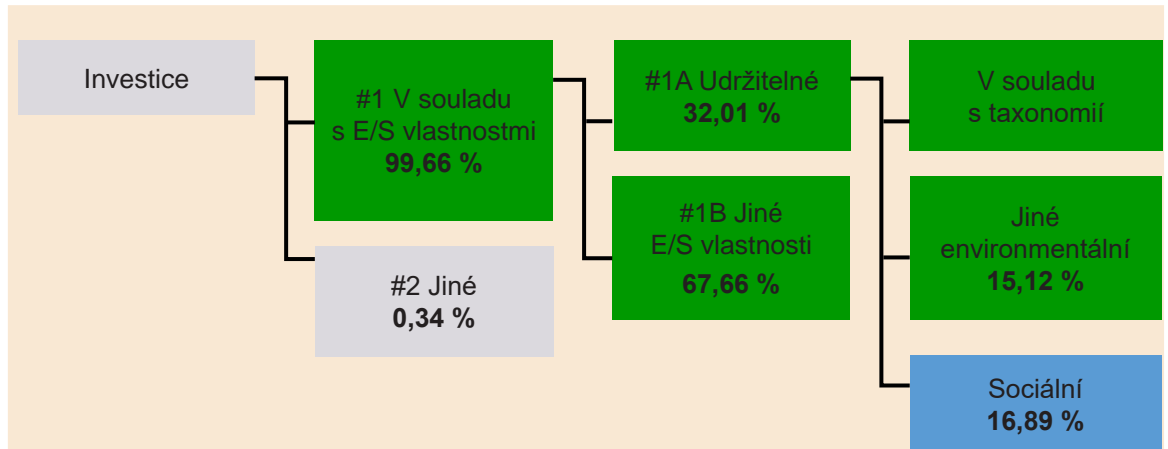 Investice
#1 V souladu
s E/S vlastnostmi
99,66 %
#2 Jiné
0,34 %
#1A Udržitelné
32,01 %
#1B Jiné
E/S vlastnosti
67,66 %
V souladu
s taxonomií
Jiné
environmentální
15,12 %
Sociální
16,89 %